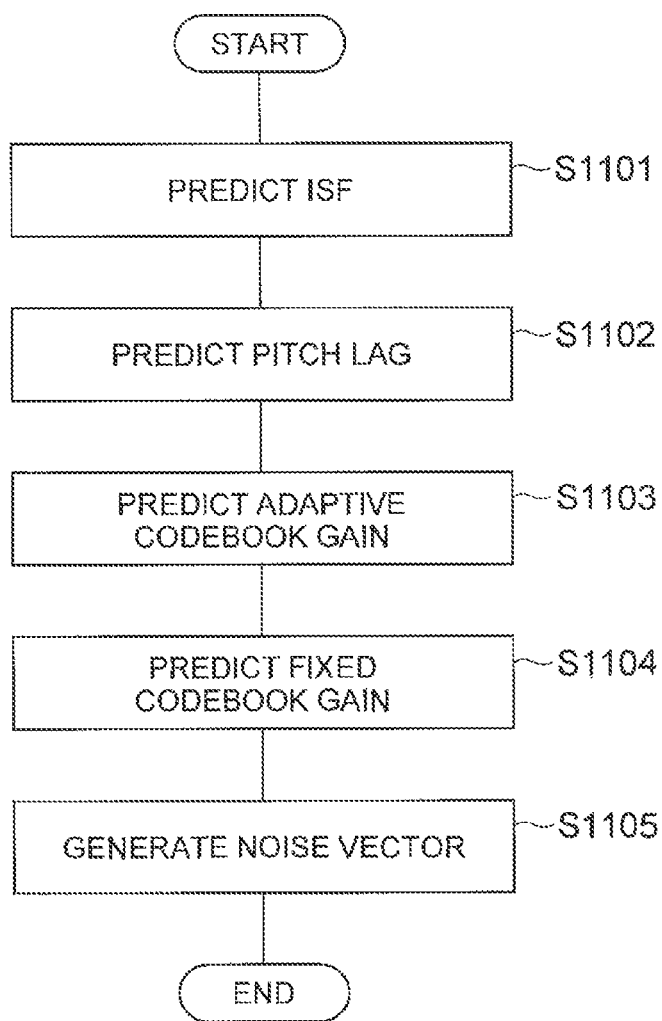 START
PREDICT ISF
S1101
PREDICT PITCH LAG
S1102
PREDICT ADAPTIVE
CODEBOOK GAIN
S1103
PREDICT FIXED
CODEBOOK GAIN
S1104
GENERATE NOISE VECTOR
S1105
END